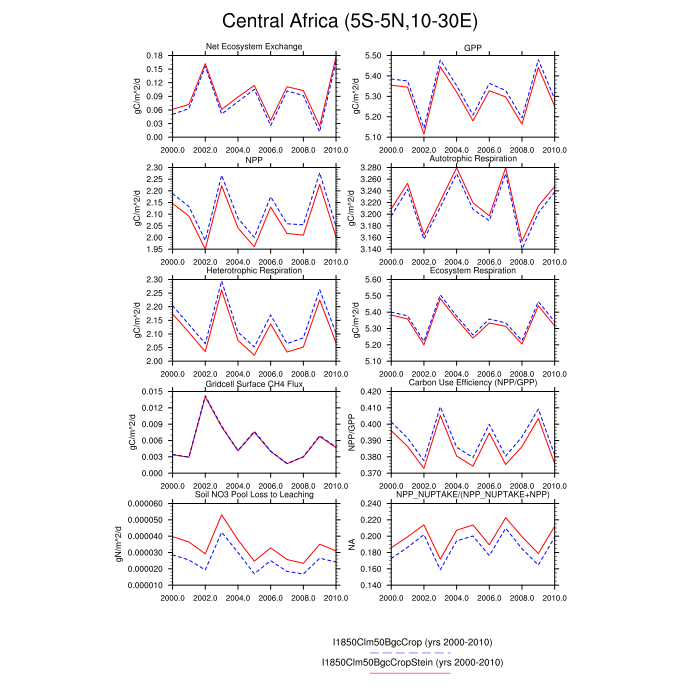 Central Africa (5S-5N,10-30E)
Net Ecosystem Exchange
gC/m^2/d
0.18
0.15
0.12
0.09
0.06
0.03
0.00
2000.0 2002.0 2004.0 2006.0 2008.0 2010.0
GPP
gC/m^2/d
5.50
5.40
5.30
5.20
5.10
2000.0 2002.0 2004.0 2006.0 2008.0 2010.0
NPP
gC/m^2/d
2.30
2.25
2.20
2.15
2.10
2.05
2.00
1.95
2000.0 2002.0 2004.0 2006.0 2008.0 2010.0
Autotrophic Respiration
gC/m^2/d
3.280
3.260
3.240
3.220
3.200
3.180
3.160
3.140
2000.0 2002.0 2004.0 2006.0 2008.0 2010.0
Heterotrophic Respiration
gC/m^2/d
2.30
2.25
2.20
2.15
2.10
2.05
2.00
2000.0 2002.0 2004.0 2006.0 2008.0 2010.0
Ecosystem Respiration
gC/m^2/d
5.60
5.50
5.40
5.30
5.20
5.10
2000.0 2002.0 2004.0 2006.0 2008.0 2010.0
Gridcell Surface CH4 Flux
gC/m^2/d
0.015
0.012
0.009
0.006
0.003
0.000
2000.0 2002.0 2004.0 2006.0 2008.0 2010.0
Carbon Use Efficiency (NPP/GPP)
NPP/GPP
0.420
0.410
0.400
0.390
0.380
0.370
2000.0 2002.0 2004.0 2006.0 2008.0 2010.0
Soil NO3 Pool Loss to Leaching
gN/m^2/d
0.000060
0.000050
0.000040
0.000030
0.000020
0.000010
2000.0 2002.0 2004.0 2006.0 2008.0 2010.0
NPP_NUPTAKE/(NPP_NUPTAKE+NPP)
NA
0.240
0.220
0.200
0.180
0.160
0.140
2000.0 2002.0 2004.0 2006.0 2008.0 2010.0
I1850Clm50BgcCrop (yrs 2000-2010)
I1850Clm50BgcCropStein (yrs 2000-2010)